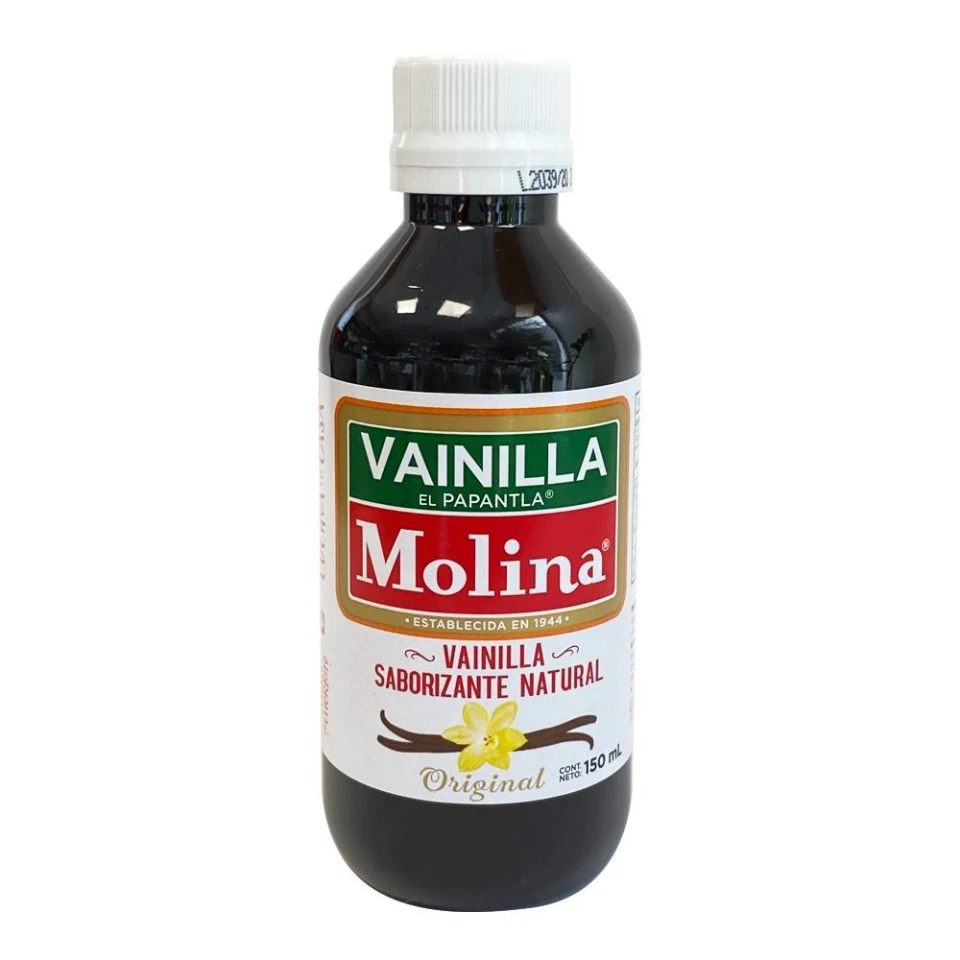 L2039/20
VAINILLA
EL PAPANTLA®
Molina®
• ESTABLECIDA EN 1944 •
VAINILLA
SABORIZANTE NATURAL
Original
CONT. NETO: 150 mL